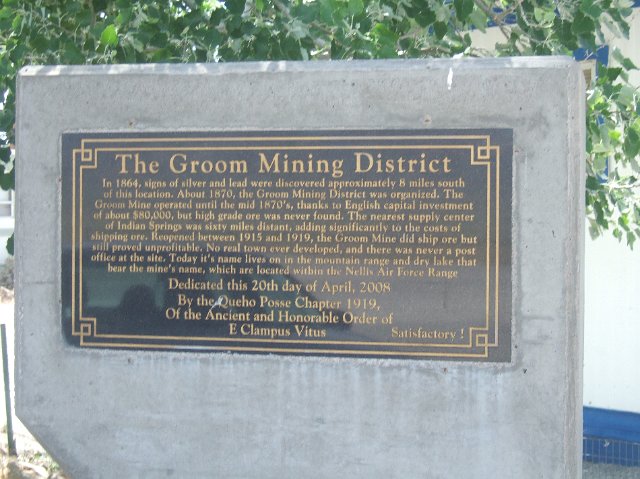 The Groom Mining District
In 1864, signs of silver and lead were discovered approximately 8 miles south
of this location. About 1870, the Groom Mining District was organized. The
Groom Mine operated until the mid 1870's, thanks to English capital investment
of about $80,000, but high grade ore was never found. The nearest supply center
of Indian Springs was sixty miles distant, adding significantly to the costs of
shipping ore. Reopened between 1915 and 1919, the Groom Mine did ship ore but
still proved unprofitable. No real town ever developed, and there was never a post
office at the site. Today it's name lives on in the mountain range and dry lake that
bear the mine's name, which are located within the Nellis Air Force Range
Dedicated this 20th day of April, 2008
By the Queho Posse Chapter 1919,
Of the Ancient and Honorable Order of
E Clampus Vitus
Satisfactory !